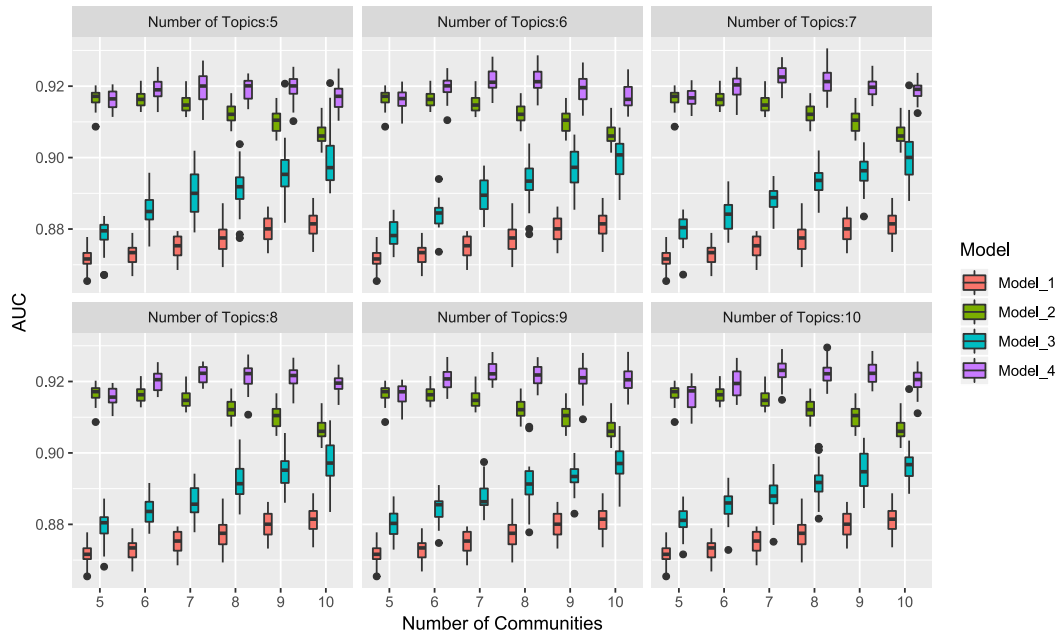 Number of Topics:5
Number of Topics:6
Number of Topics:7
0.92
0.90
0.88
Number of Topics:8
Number of Topics:9
Number of Topics:10
0.92
0.90
0.88
5 6 7 8 9 10
5 6 7 8 9 10
5 6 7 8 9 10
AUC
Number of Communities
Model
Model_1
Model_2
Model_3
Model_4